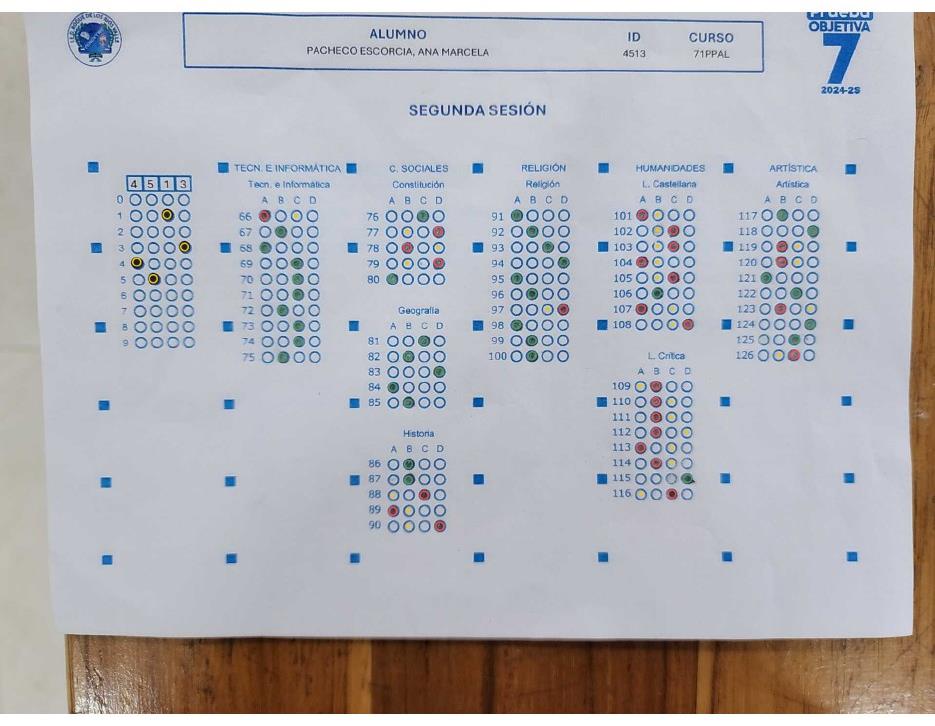 ALUMNO
ID
CURSO
PACHECO ESCORCIA, ANA MARCELA
4513
71PPAL
Prueba
OBJETIVA
7
2024-25
SEGUNDA SESIÓN
4 5 1 3
0
1
2
3
4
5
6
7
8
9
TECN. E INFORMÁTICA
Tecn. e Informática
A B C D
66
67
68
69
70
71
72
73
74
75
C. SOCIALES
Constitución
A B C D
76
77
78
79
80
Geografía
A B C D
81
82
83
84
85
Historia
A B C D
86
87
88
89
90
RELIGIÓN
Religión
A B C D
91
92
93
94
95
96
97
98
99
100
HUMANIDADES
L. Castellana
A B C D
101
102
103
104
105
106
107
108
L. Crítica
A B C D
109
110
111
112
113
114
115
116
ARTÍSTICA
Artística
A B C D
117
118
119
120
121
122
123
124
125
126